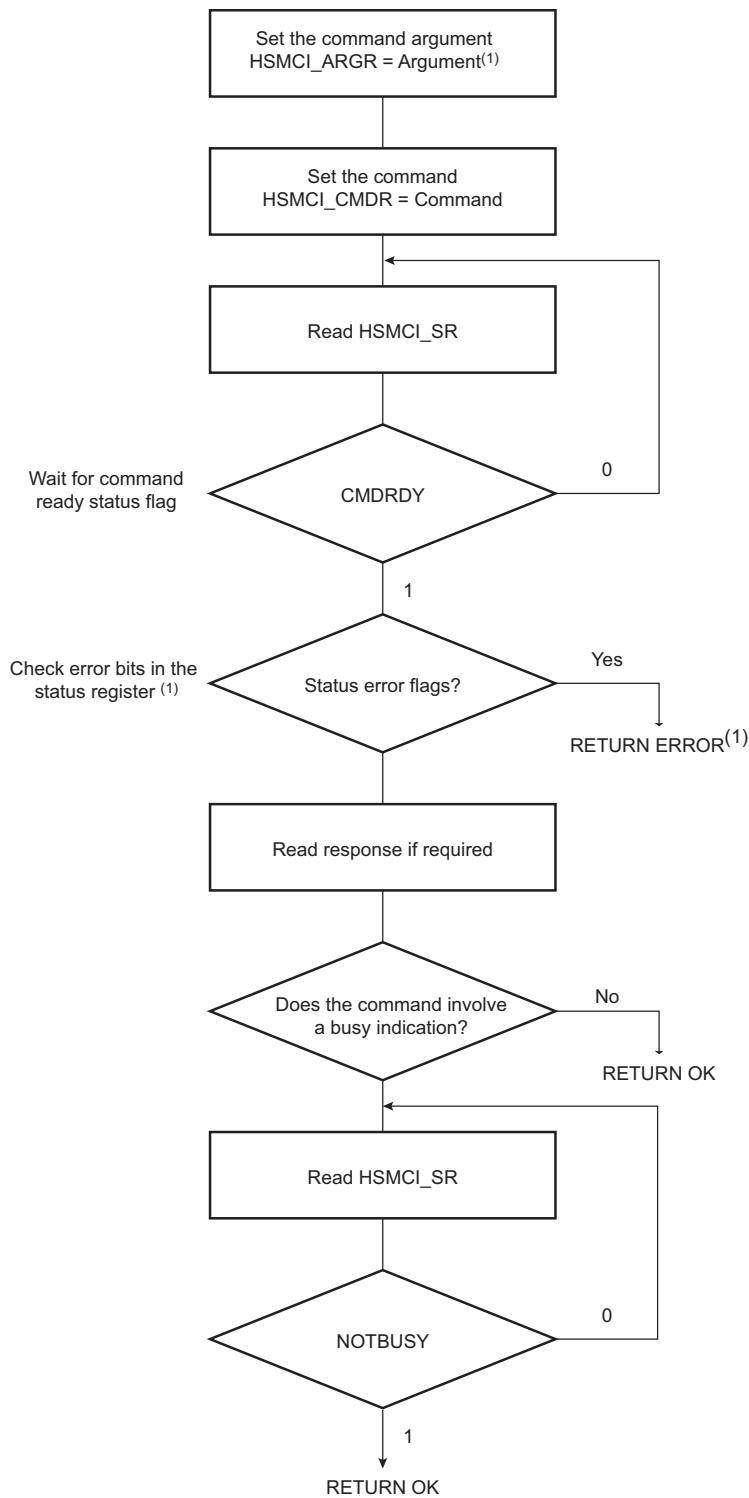 Set the command argument
HSMCI_ARGR = Argument(1)
Set the command
HSMCI_CMDR = Command
Read HSMCI_SR
Wait for command
ready status flag
CMDRDY
0
1
Check error bits in the
status register (1)
Status error flags?
Yes
RETURN ERROR(1)
Read response if required
Does the command involve
a busy indication?
No
RETURN OK
Read HSMCI_SR
NOTBUSY
0
1
RETURN OK